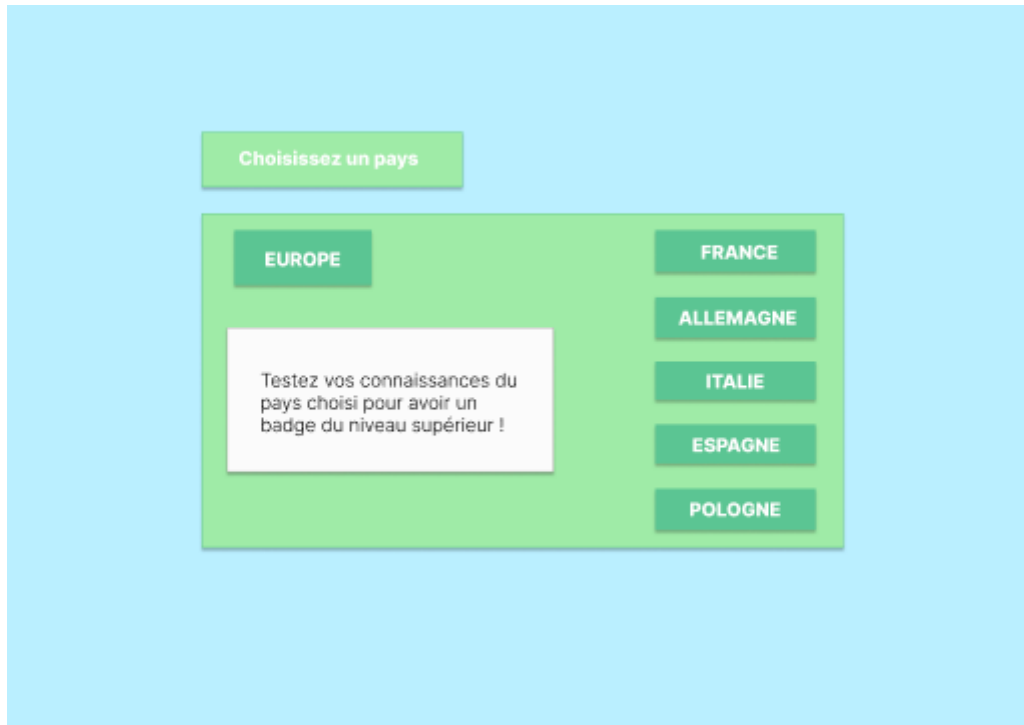 Choisissez un pays
EUROPE
Testez vos connaissances du
pays choisi pour avoir un
badge du niveau supérieur !
FRANCE
ALLEMAGNE
ITALIE
ESPAGNE
POLOGNE